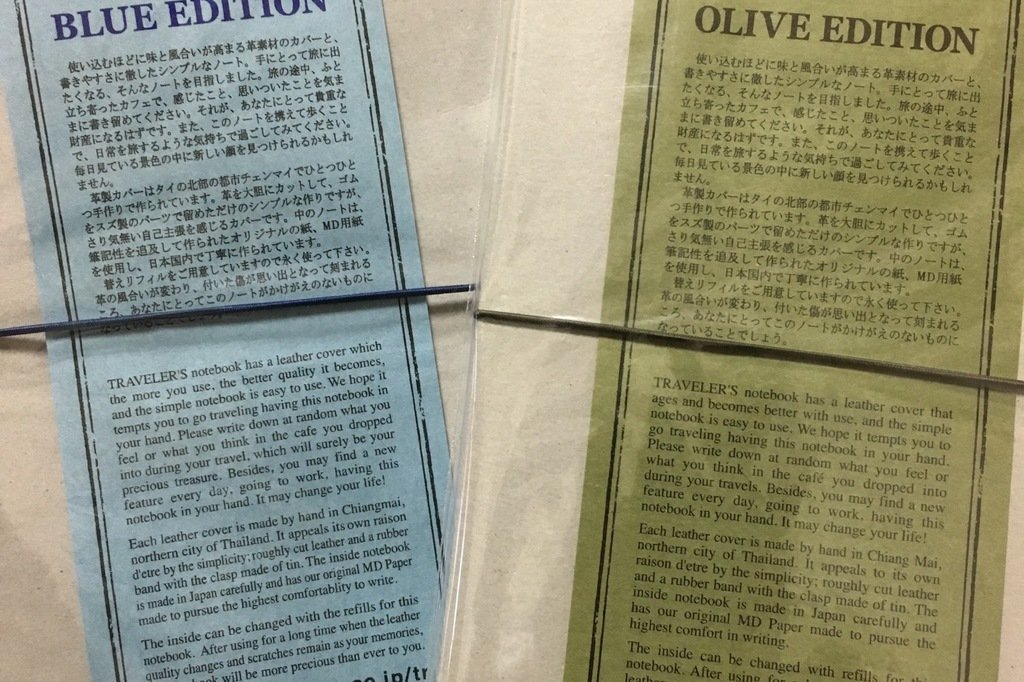 BLUE EDITION
使い込むほどに味と風合いが高まる革素材のカバーと、
書きやすさに徹したシンプルなノート。手にとって旅に出
たくなる、そんなノートを目指しました。旅の途中、ふと
立ち寄ったカフェで、感じたこと、思いついたことを気ま
まに書き留めてください。それが、あなたにとって貴重な
財産になるはずです。また、このノートを携えて歩くこと
で、日常を旅するような気持ちで過ごしてみてください。
毎日見ている景色の中に新しい顔を見つけられるかもしれ
ません。
革製カバーはタイの北部の都市チェンマイでひとつひと
つ手作りで作られています。革を大胆にカットして、ゴム
をスズ製のパーツで留めただけのシンプルな作りですが、
さり気無い自己主張を感じるカバーです。中のノートは、
筆記性を追及して作られたオリジナルの紙、MD用紙
を使用し、日本国内で丁寧に作られています。
替えリフィルをご用意していますので永く使って下さい。
革の風合いが変わり、付いた傷が思い出となって刻まれる
ころ、あなたにとってこのノートがかけがえのないものに
なっている
TRAVELER'S notebook has a leather cover which
the more you use, the better quality it becomes,
and the simple notebook is easy to use. We hope it
tempts you to go traveling having this notebook in
your hand. Please write down at random what you
feel or what you think in the cafe you dropped
into during your travel, which will surely be your
precious treasure. Besides, you may find a new
feature every day, going to work, having this
notebook in your hand. It may change your life!
Each leather cover is made by hand in Chiangmai,
northern city of Thailand. It appeals its own raison
d'etre by the simplicity; roughly cut leather and a rubber
band with the clasp made of tin. The inside notebook
is made in Japan carefully and has our original MD Paper
made to pursue the highest comfortablity to write.
The inside can be changed with the refills for this
notebook. After using for a long time when the leather
quality changes and scratches remain as your memories,
will be more precious than ever to you.
co.jp/tr
OLIVE EDITION
使い込むほどに味と風合いが高まる革素材のカバーと、
書きやすさに徹したシンプルなノート。手にとって旅に出
たくなる、そんなノートを目指しました。旅の途中、ふと
立ち寄ったカフェで、感じたこと、思いついたことを気ま
まに書き留めてください。それが、あなたにとって貴重な
財産になるはずです。また、このノートを携えて歩くこと
で、日常を旅するような気持ちで過ごしてみてください。
毎日見ている景色の中に新しい顔を見つけられるかもしれ
ません。
革製カバーはタイの北部の都市チェンマイでひとつひと
つ手作りで作られています。革を大胆にカットして、ゴム
をスズ製のパーツで留めただけのシンプルな作りですが、
さり気無い自己主張を感じるカバーです。中のノートは、
筆記性を追及して作られたオリジナルの紙、MD用紙
を使用し、日本国内で丁寧に作られています。
替えリフィルをご用意していますので永く使って下さい。
革の風合いが変わり、付いた傷が思い出となって刻まれる
ころ、あなたにとってこのノートがかけがえのないものに
なっていることでしょう。
TRAVELER'S notebook has a leather cover that
ages and becomes better with use, and the simple
notebook is easy to use. We hope it tempts you to
go traveling having this notebook in your hand.
Please write down at random what you feel or
what you think in the café you dropped into
during your travels. Besides, you may find a new
feature every day, going to work, having this
notebook in your hand. It may change your life!
Each leather cover is made by hand in Chiang Mai,
northern city of Thailand. It appeals to its own
raison d'etre by the simplicity; roughly cut leather
and a rubber band with the clasp made of tin. The
inside notebook is made in Japan carefully and
has our original MD Paper made to pursue the
highest comfort in writing.
The inside can be changed with refills for this
notebook. After using for a long time when the
leather quality changes and